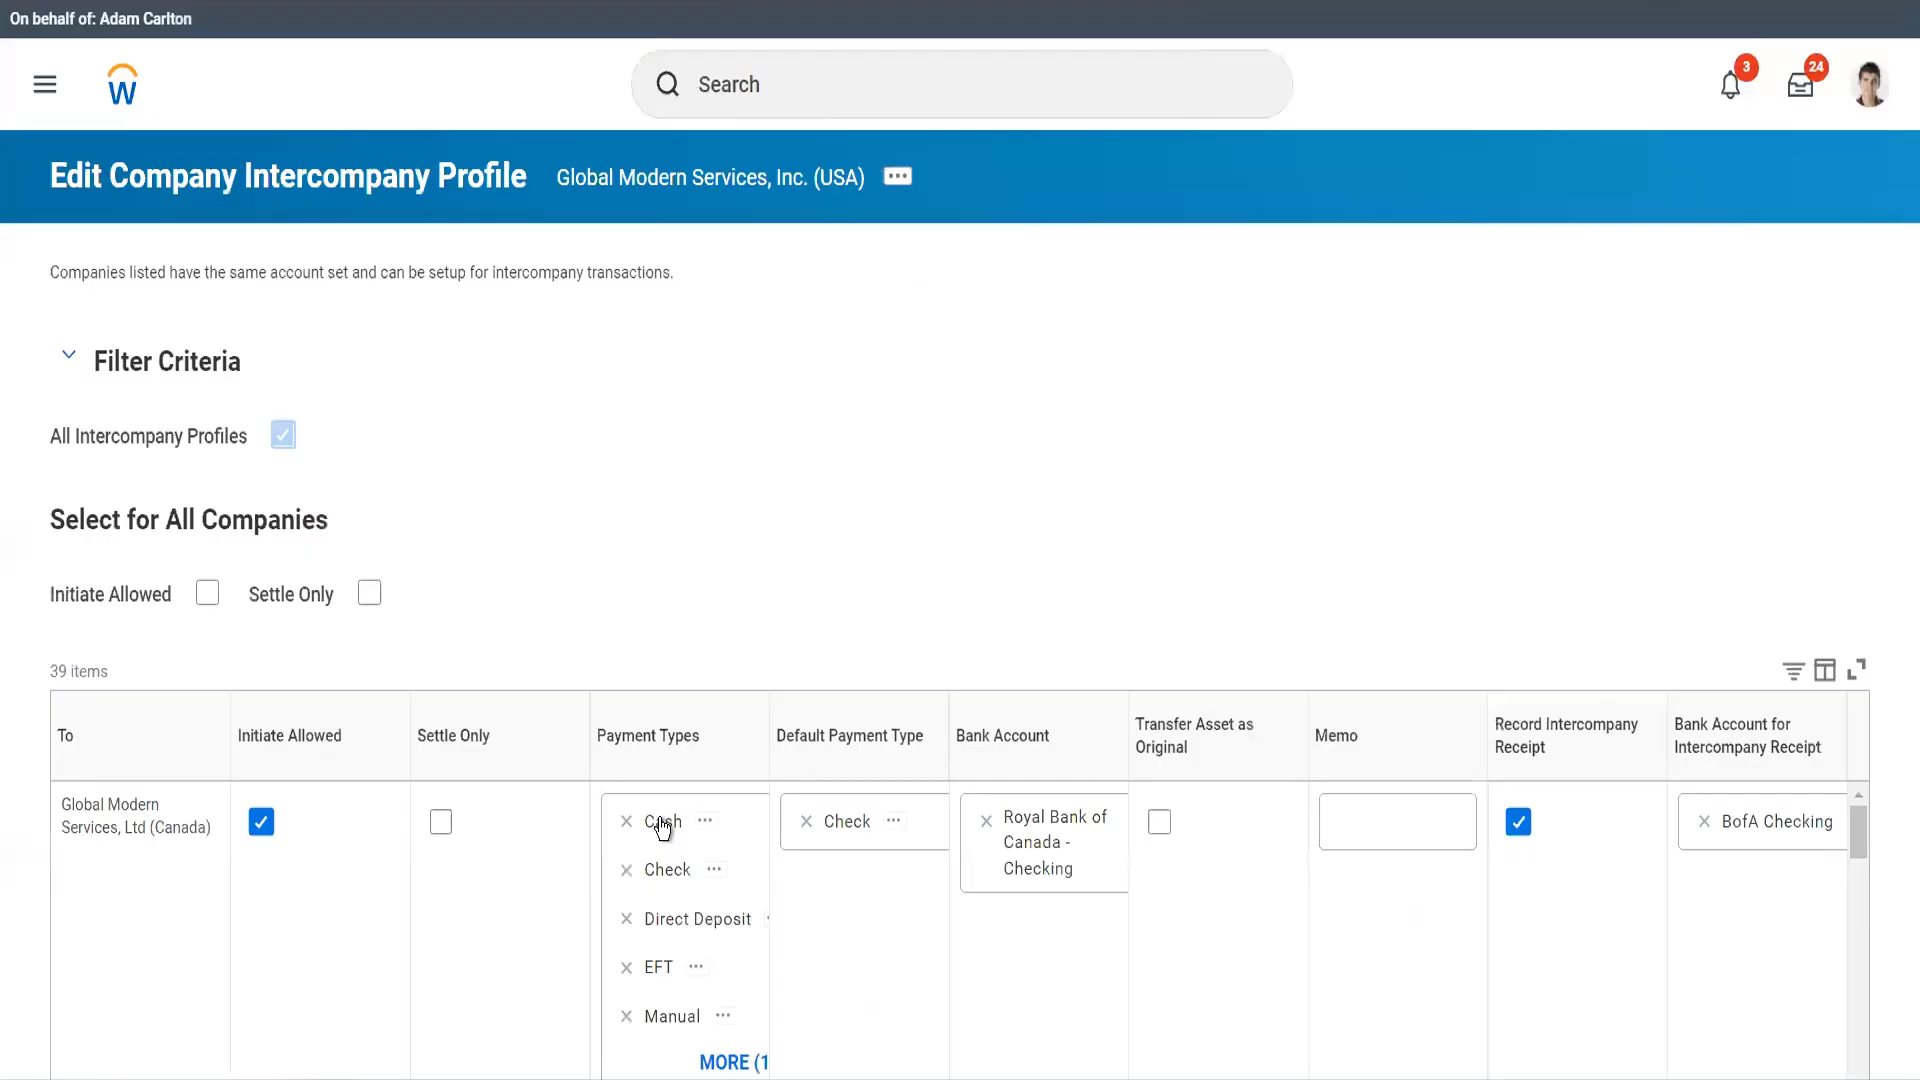 On behalf of: Adam Carlton
W
Search
3
24
Edit Company Intercompany Profile
Global Modern Services, Inc. (USA)
Companies listed have the same account set and can be setup for intercompany transactions.
Filter Criteria
All Intercompany Profiles
Select for All Companies
Initiate Allowed
Settle Only
39 items
To
Initiate Allowed
Settle Only
Payment Types
Default Payment Type
Bank Account
Transfer Asset as
Original
Memo
Record Intercompany
Receipt
Bank Account for
Intercompany Receipt
Global Modern
Services, Ltd (Canada)
Cash
Check
Direct Deposit
EFT
Manual
MORE (1
Check
Royal Bank of
Canada -
Checking
BofA Checking